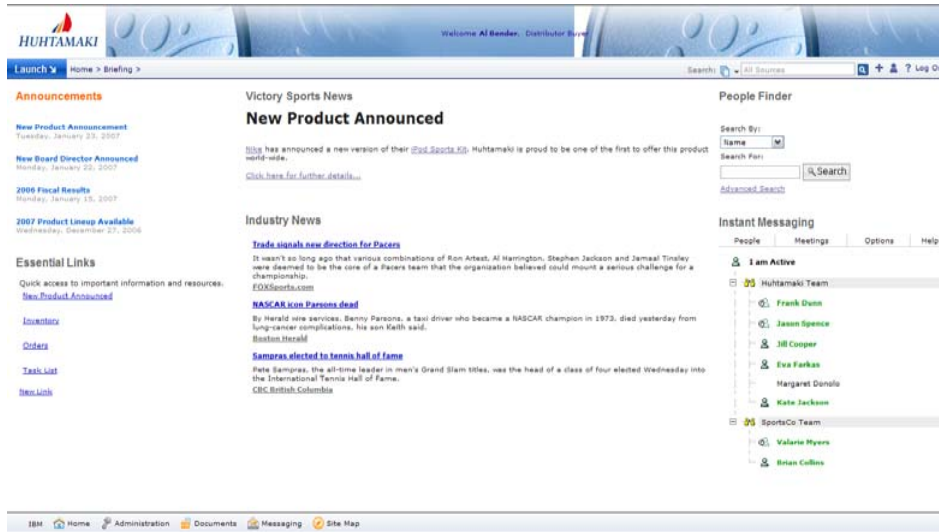 HUHTAMAKI
Welcome Al Bender, Distributor Buyer
Launch
Home > Briefing >
Search:
All Sources
? Log O
Announcements
New Product Announcement
Tuesday, January 23, 2007
New Board Director Announced
Monday, January 22, 2007
2006 Fiscal Results
Monday, January 15, 2007
2007 Product Lineup Available
Wednesday, December 27, 2006
Essential Links
Quick access to important information and resources.
New Product Announced
Inventory
Orders
Task List
New Link
Victory Sports News
New Product Announced
Nike has announced a new version of their iPod Sports Kit. Huhtamaki is proud to be one of the first to offer this product
world-wide.
Click here for further details...
Industry News
Trade signals new direction for Pacers
It wasn't so long ago that various combinations of Ron Artest, Al Harrington, Stephen Jackson and Jamaal Tinsley
were deemed to be the core of a Pacers team that the organization believed could mount a serious challenge for a
championship.
FOXSports.com
NASCAR icon Parsons dead
By Herald wire services. Benny Parsons, a taxi driver who became a NASCAR champion in 1973, died yesterday from
lung-cancer complications, his son Keith said.
Boston Herald
Sampras elected to tennis hall of fame
Pete Sampras, the all-time leader in men's Grand Slam titles, was the head of a class of four elected Wednesday into
the International Tennis Hall of Fame.
CBC British Columbia
People Finder
Search By:
Name
Search For:
Search
Advanced Search
Instant Messaging
People Meetings Options Help
I am Active
Huhtamaki Team
Frank Dunn
Jason Spence
Jill Cooper
Eva Farkas
Margaret Donolo
Kate Jackson
SportsCo Team
Valarie Myers
Brian Collins
IBM Home Administration Documents Messaging Site Map